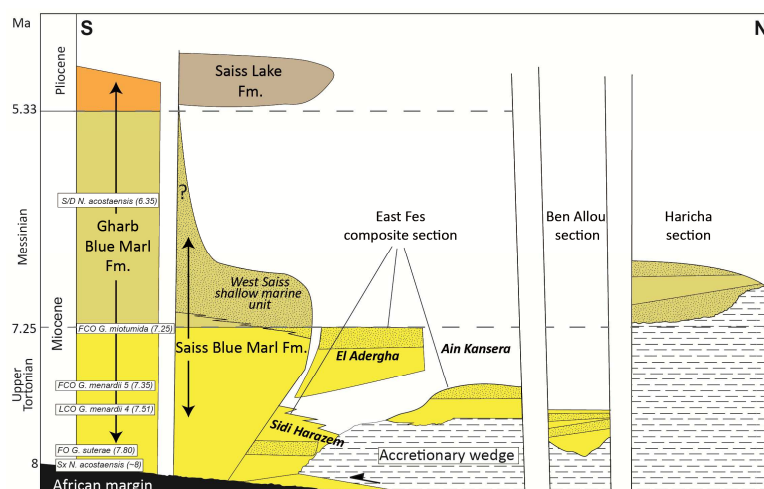 Ma
S
N
Pliocene
Saiss Lake
Fm.
5.33
S/D N. acostaensis (6.35)
?
Messinian
Gharb
Blue Marl
Fm.
East Fes
composite section
Ben Allou
section
Haricha
section
West Saiss
shallow marine
unit
Miocene
7.25
FCO G. miotumida (7.25)
Saiss Blue Marl Fm.
El Adergha
Ain Kansera
Upper
Tortonian
FCO G. menardii 5 (7.35)
LCO G. menardii 4 (7.51)
Sidi Harazem
FO G. suterae (7.80)
Accretionary wedge
8
Sx N. acostaensis (~8)
African margin